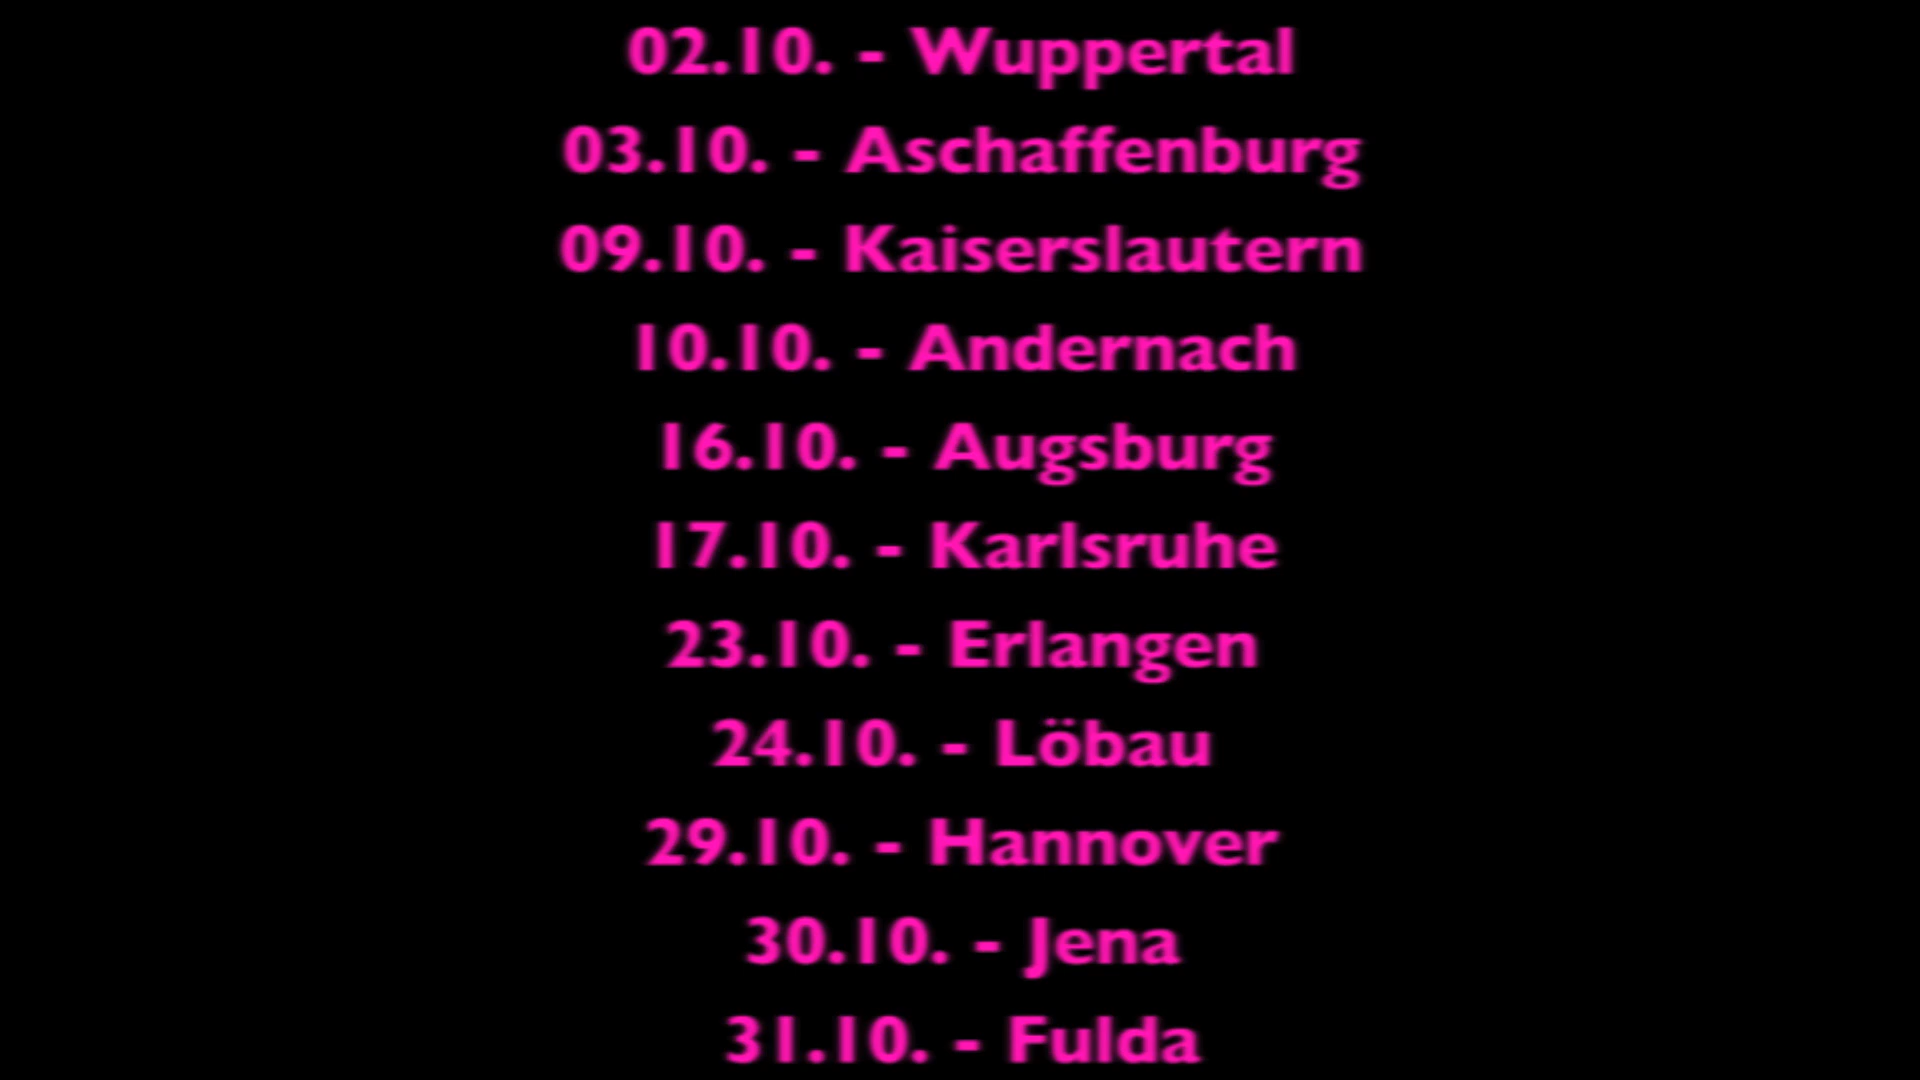 02.10. - Wuppertal
03.10. - Aschaffenburg
09.10. - Kaiserslautern
10.10. - Andernach
16.10. - Augsburg
17.10. - Karlsruhe
23.10. - Erlangen
24.10. - Löbau
29.10. - Hannover
30.10. - Jena
31.10. - Fulda